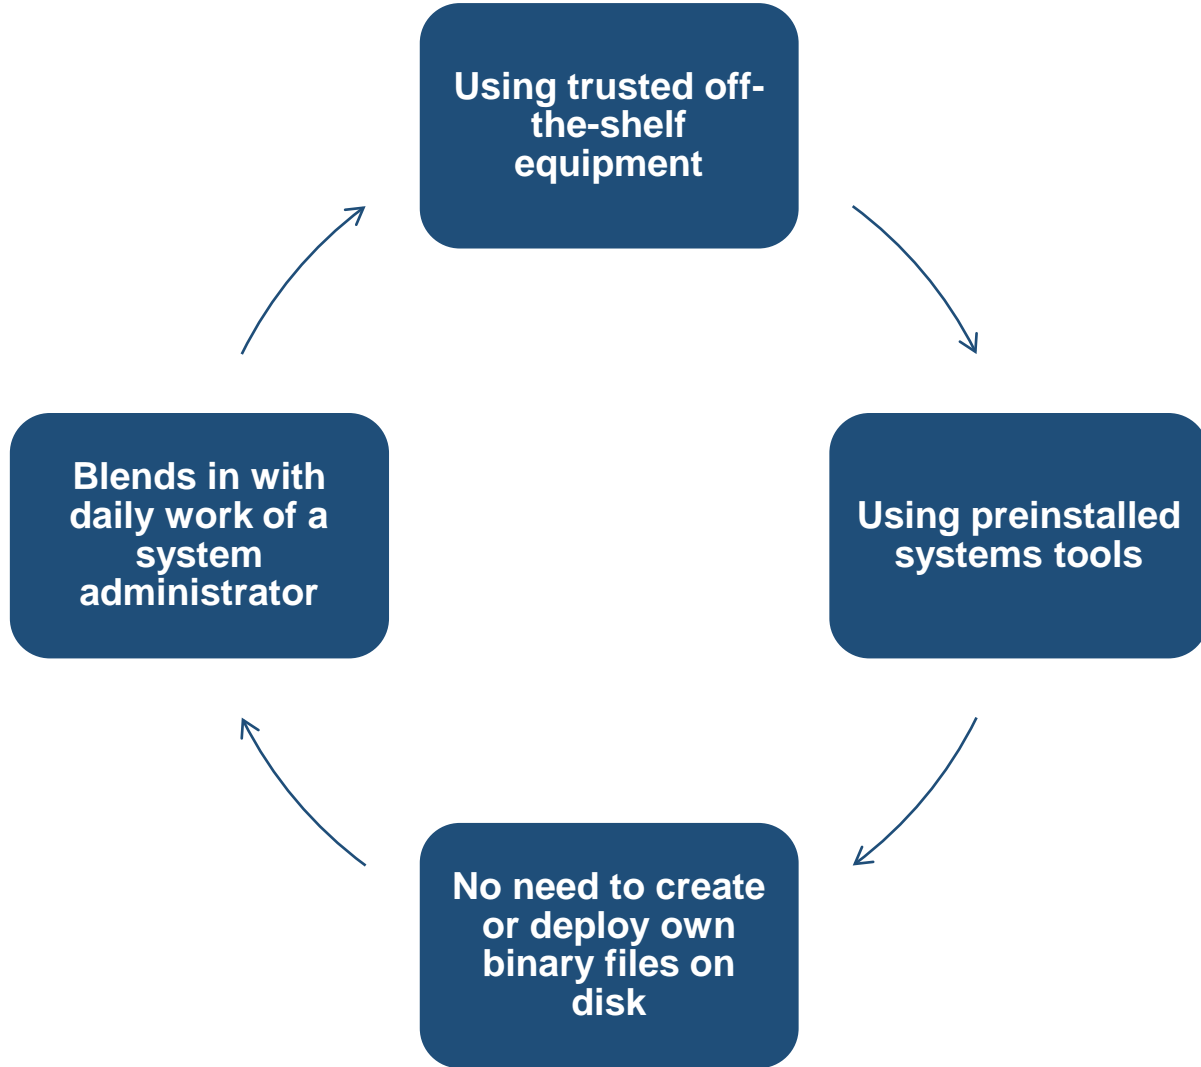 Using trusted off-
the-shelf
equipment
Using preinstalled
systems tools
No need to create
or deploy own
binary files on
disk
Blends in with
daily work of a
system
administrator